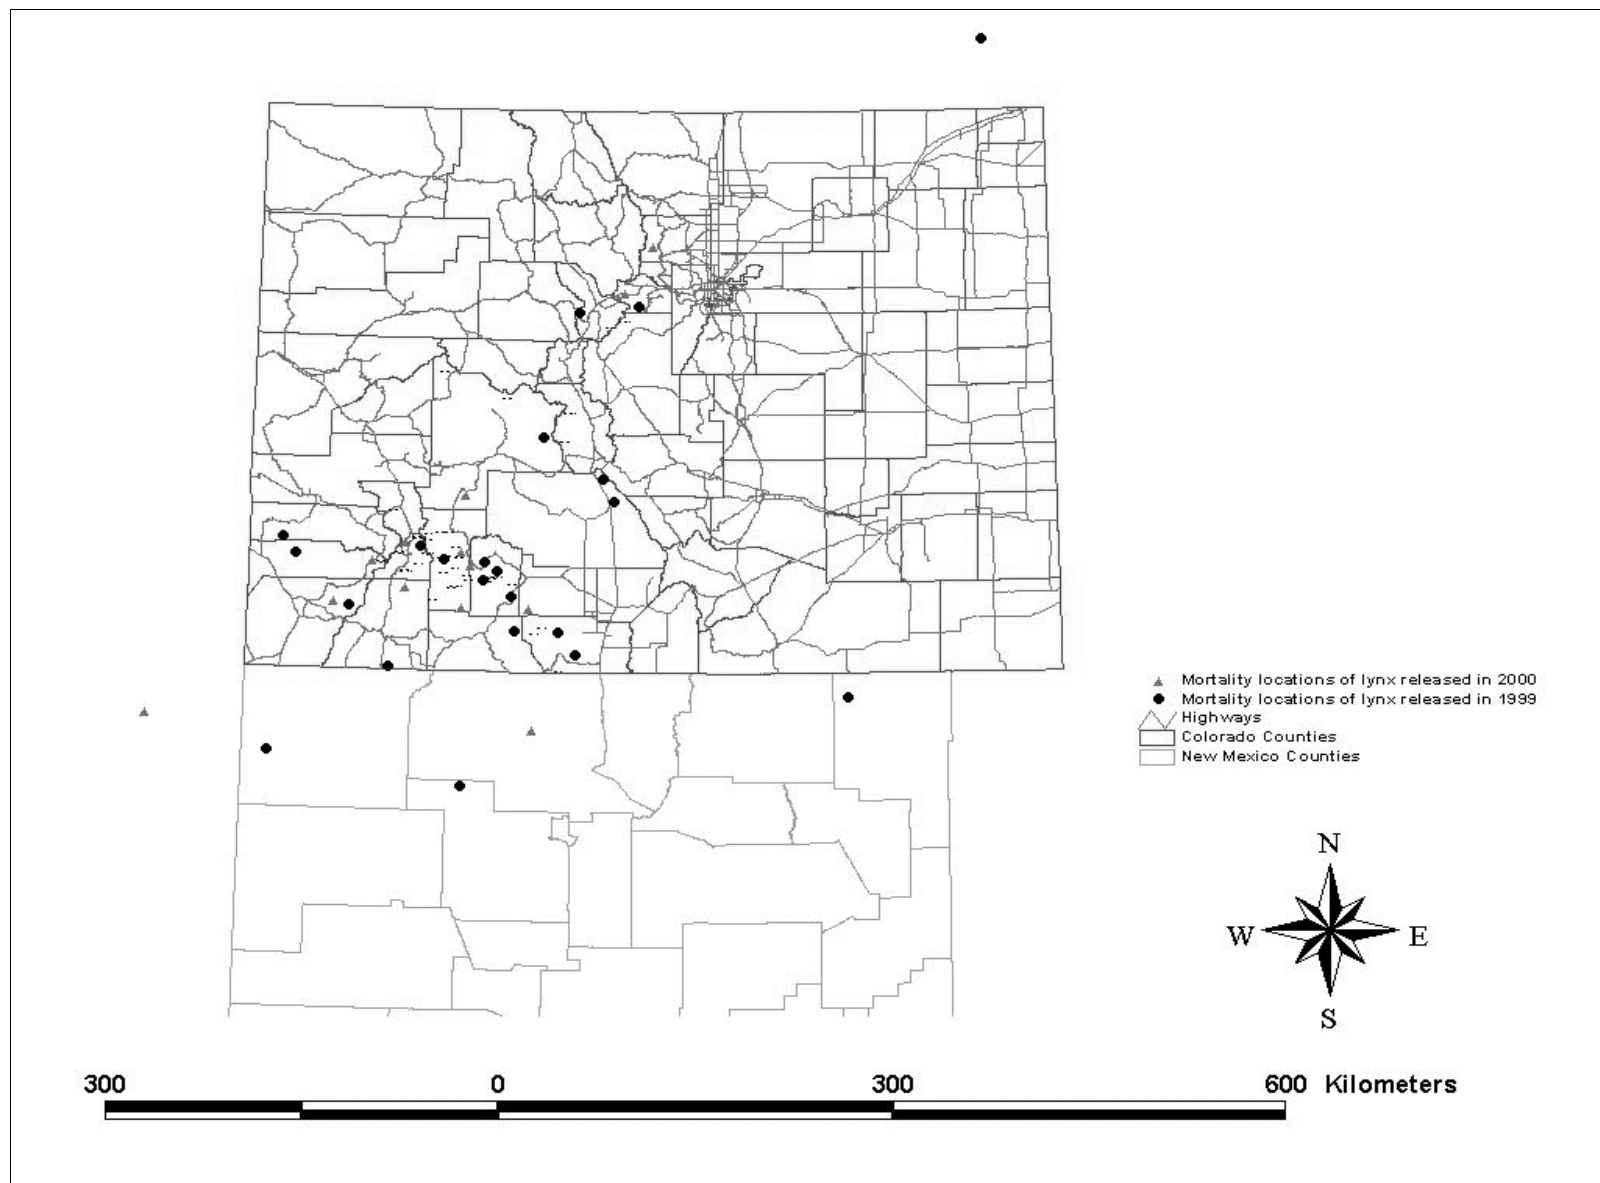 Mortality locations of lynx released in 2000
Mortality locations of lynx released in 1999
Highways
Colorado Counties
New Mexico Counties
N
W E
S
300 0 300 600 Kilometers